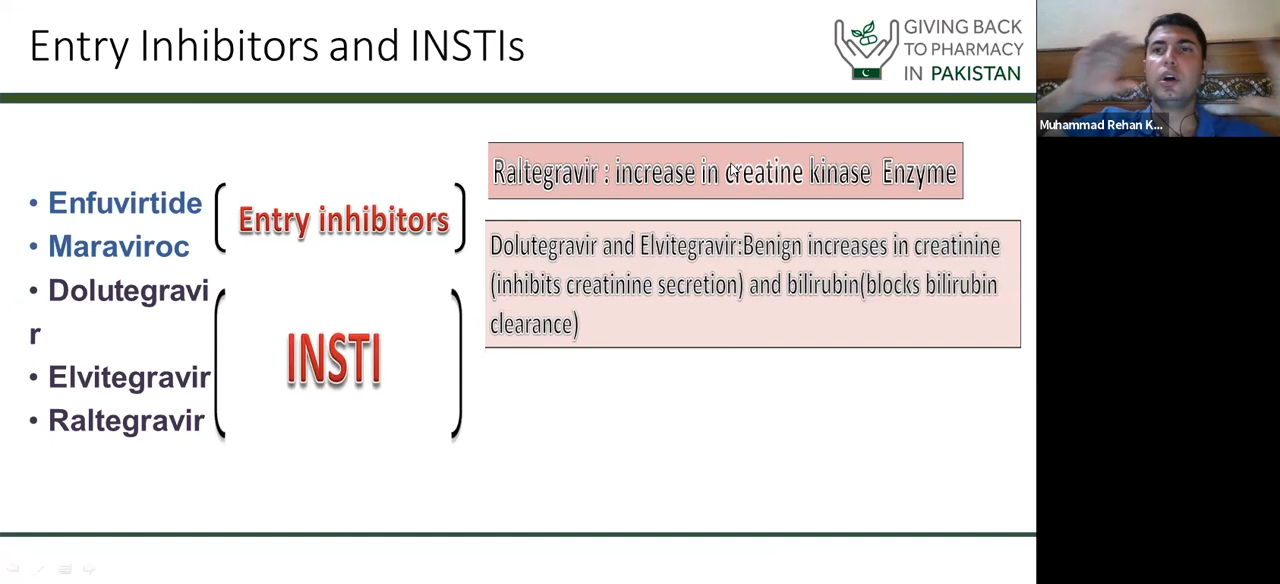 Entry Inhibitors and INSTIs
GIVING BACK
TO PHARMACY
IN PAKISTAN
Muhammad Rehan K...
• Enfuvirtide
• Maraviroc
• Dolutegravi
r
• Elvitegravir
• Raltegravir
Entry inhibitors
INSTI
Raltegravir : increase in creatine kinase Enzyme
Dolutegravir and Elvitegravir:Benign increases in creatinine
(inhibits creatinine secretion) and bilirubin(blocks bilirubin
clearance)